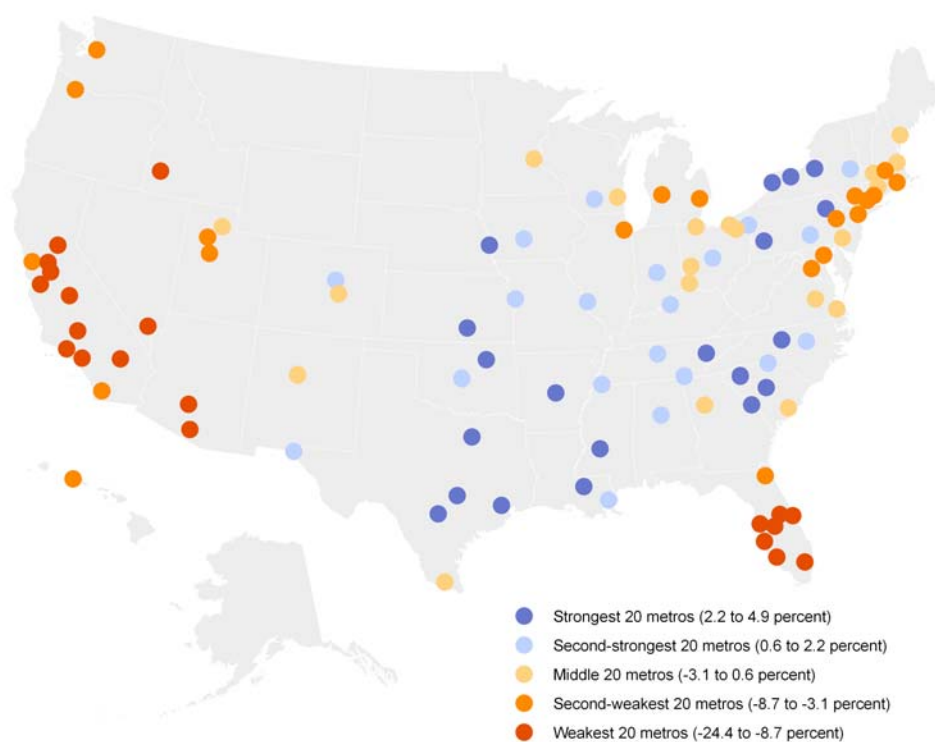 Strongest 20 metros (2.2 to 4.9 percent)
Second-strongest 20 metros (0.6 to 2.2 percent)
Middle 20 metros (-3.1 to 0.6 percent)
Second-weakest 20 metros (-8.7 to -3.1 percent)
Weakest 20 metros (-24.4 to -8.7 percent)